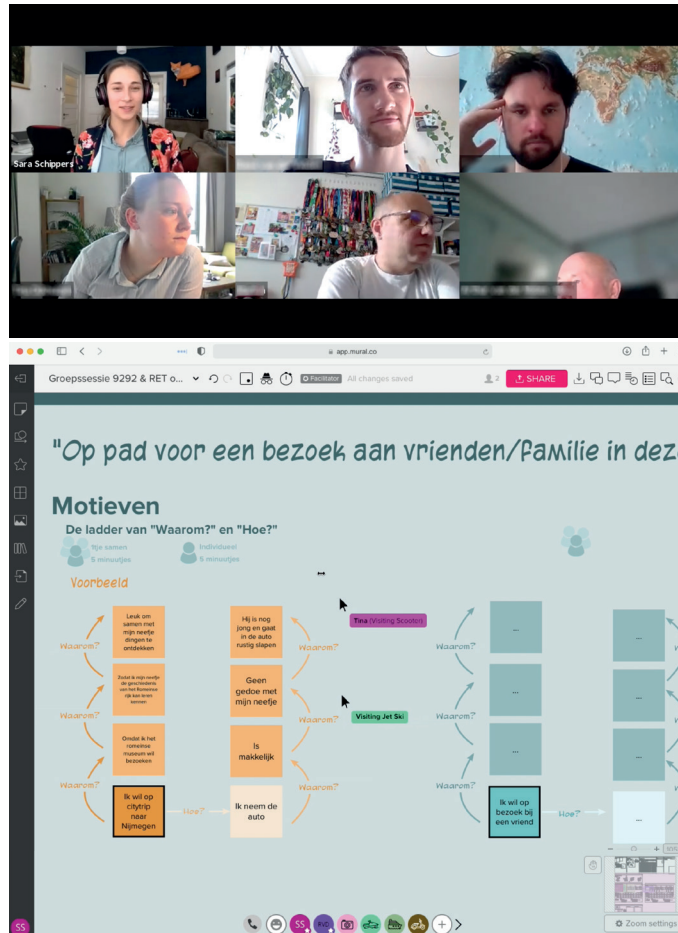 Sara Schippers
app.mural.co
Groepssessie 9292 & RET o...
Facilitator
All changes saved
2
SHARE
"Op pad voor een bezoek aan vrienden/familie in dez
Motieven
De ladder van "Waarom?" en "Hoe?"
samen
5 minuutjes
Individueel
5 minuutjes
Voorbeeld
Leuk om
samen met
mijn neefje
dingen te
ontdekken
Hij is nog
jong en gaat
in de auto
rustig slapen
Tina (Visiting Scooter)
...
...
Waarom?
Waarom?
Waarom?
Zodat ik mijn neefje
de geschiedenis
van het Romeinse
rijk kan leren
kennen
Geen
gedoe met
mijn neefje
...
...
Waarom?
Waarom?
Visiting Jet Ski
Waarom?
Omdat ik het
romeinse
museum wil
bezoeken
Is
makkelijk
...
...
Waarom?
Waarom?
Waarom?
Ik wil op
citytrip
naar
Nijmegen
Hoe?
Ik neem de
auto
Ik wil op
bezoek bij
een vriend
Hoe?
...
SS
SS
RVD
Zoom settings